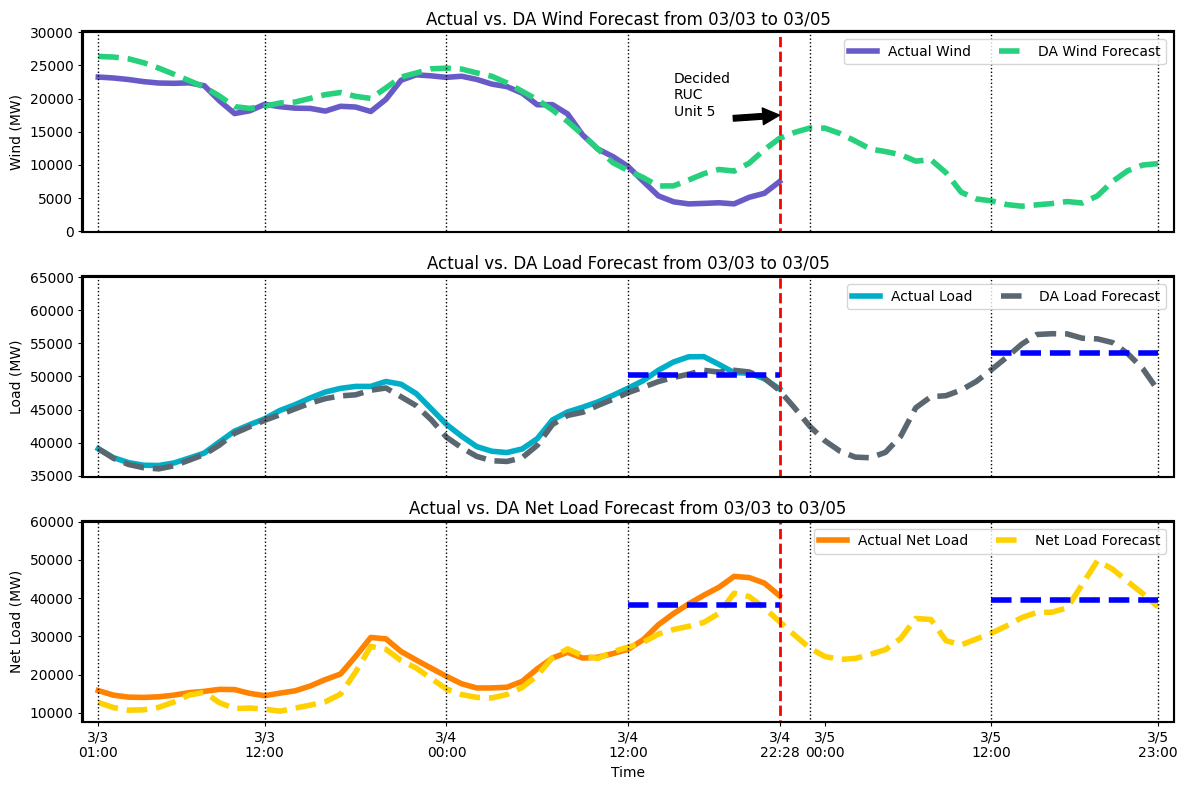 Actual vs. DA Wind Forecast from 03/03 to 03/05
30000
25000
20000
15000
10000
5000
0
Wind (MW)
Actual Wind
DA Wind Forecast
Decided
RUC
Unit 5
Actual vs. DA Load Forecast from 03/03 to 03/05
65000
60000
55000
50000
45000
40000
35000
Load (MW)
Actual Load
DA Load Forecast
Actual vs. DA Net Load Forecast from 03/03 to 03/05
60000
50000
40000
30000
20000
10000
Net Load (MW)
Actual Net Load
Net Load Forecast
3/3 3/4 3/4 3/4 3/5 3/5
01:00 12:00 00:00 12:00 22:28 00:00 12:00 23:00
Time